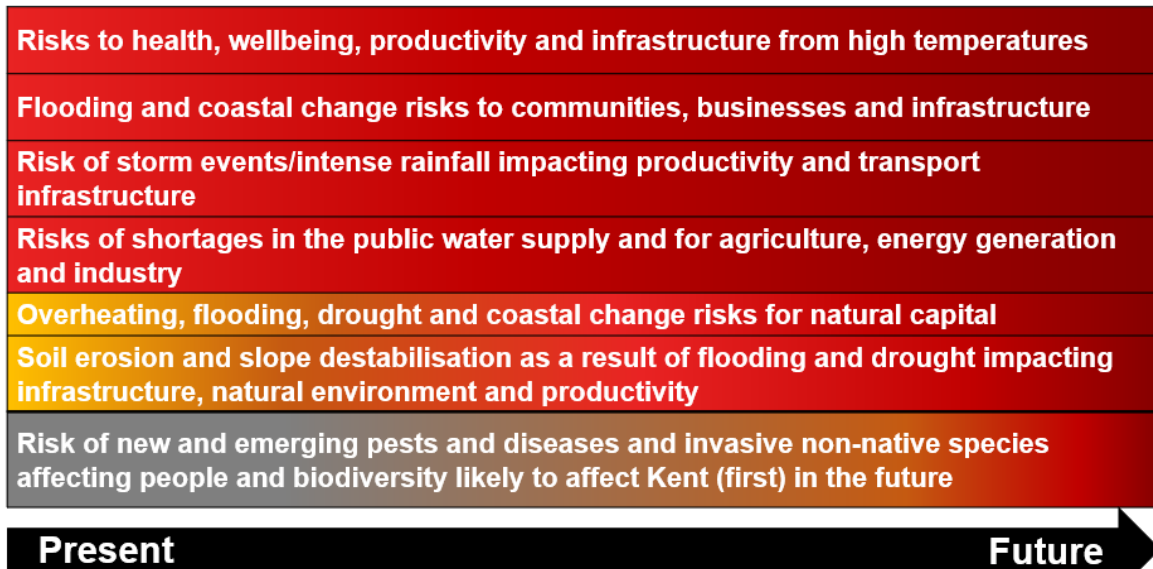 Risks to health, wellbeing, productivity and infrastructure from high temperatures
Flooding and coastal change risks to communities, businesses and infrastructure
Risk of storm events/intense rainfall impacting productivity and transport
infrastructure
Risks of shortages in the public water supply and for agriculture, energy generation
and industry
Overheating, flooding, drought and coastal change risks for natural capital
Soil erosion and slope destabilisation as a result of flooding and drought impacting
infrastructure, natural environment and productivity
Risk of new and emerging pests and diseases and invasive non-native species
affecting people and biodiversity likely to affect Kent (first) in the future
Present Future